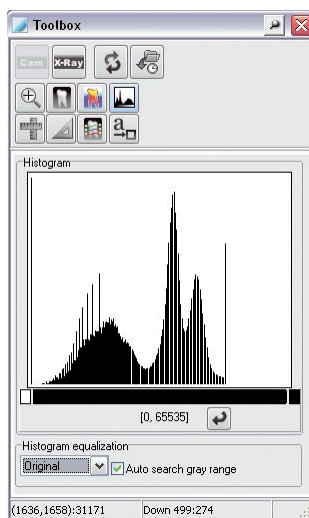 Toolbox
Cam X-Ray
a
Histogram
[0, 65535]
Histogram equalization
Original Auto search gray range
(1636,1658):31171 Down 499:274